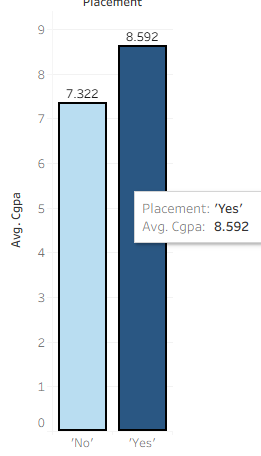 Placement
9
8.592
8
7.322
7
6
5
Placement: 'Yes'
Avg. Cgpa: 8.592
Avg. Cgpa
4
3
2
1
0
'No' 'Yes'